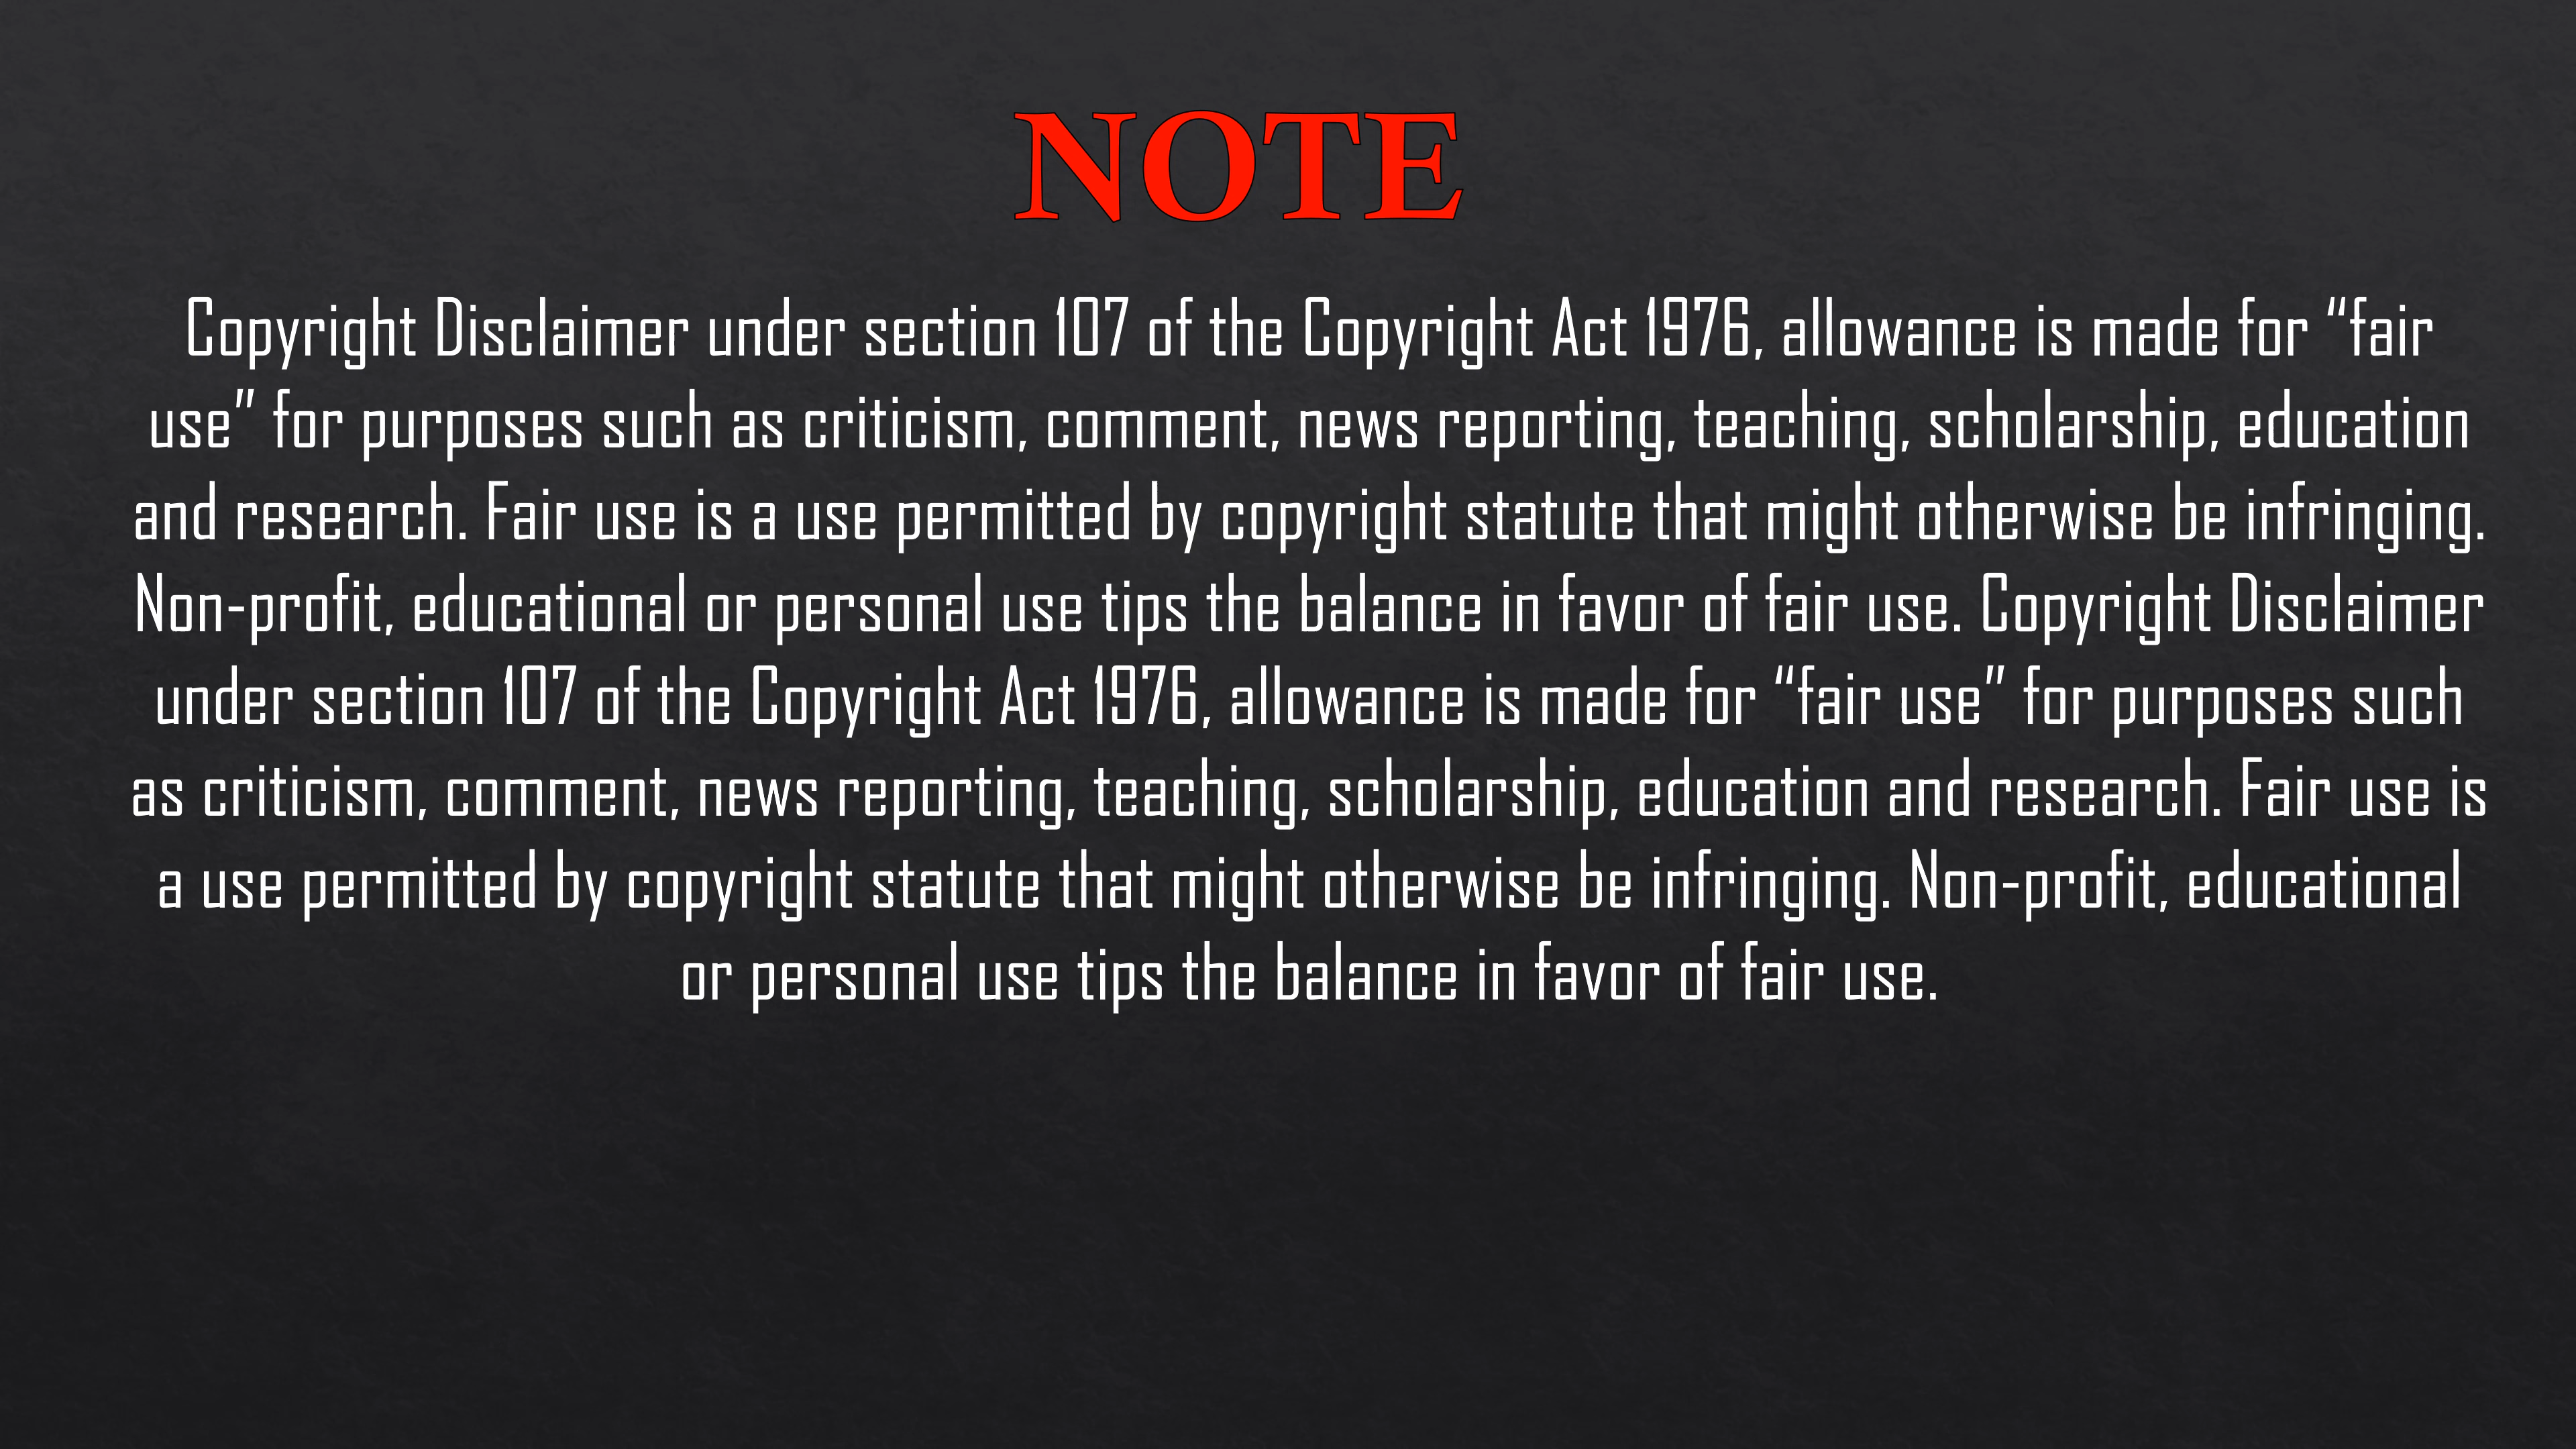 NOTE
Copyright Disclaimer under section 107 of the Copyright Act 1976, allowance is made for “fair
use” for purposes such as criticism, comment, news reporting, teaching, scholarship, education
and research. Fair use is a use permitted by copyright statute that might otherwise be infringing.
Non-profit, educational or personal use tips the balance in favor of fair use. Copyright Disclaimer
under section 107 of the Copyright Act 1976, allowance is made for “fair use” for purposes such
as criticism, comment, news reporting, teaching, scholarship, education and research. Fair use is
a use permitted by copyright statute that might otherwise be infringing. Non-profit, educational
or personal use tips the balance in favor of fair use.